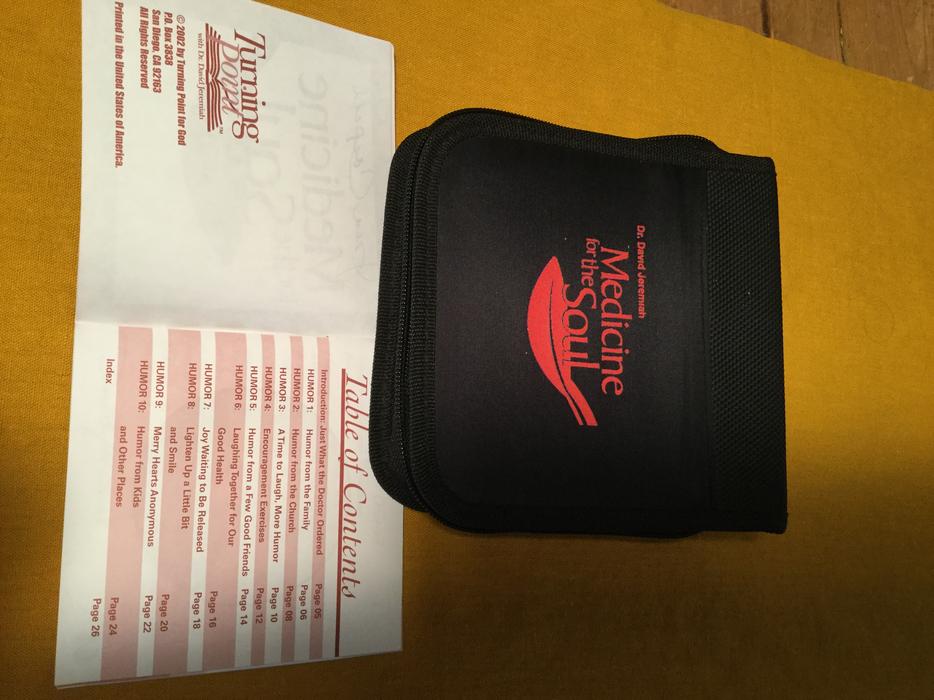 Dr. David Jeremiah
Medicine
for the Soul
Turning
Point™
with Dr. David Jeremiah
© 2002 by Turning Point for God
P.O. Box 3838
San Diego, CA 92163
All Rights Reserved
Printed in the United States of America.
Table of Contents
Introduction: Just What the Doctor Ordered Page 05
HUMOR 1: Humor from the Family Page 06
HUMOR 2: Humor from the Church Page 08
HUMOR 3: A Time to Laugh, More Humor Page 10
HUMOR 4: Encouragement Exercises Page 12
HUMOR 5: Humor from a Few Good Friends Page 14
HUMOR 6: Laughing Together for Our
Good Health Page 16
HUMOR 7: Joy Waiting to Be Released Page 18
HUMOR 8: Lighten Up a Little Bit
and Smile Page 20
HUMOR 9: Merry Hearts Anonymous Page 22
HUMOR 10: Humor from Kids
and Other Places Page 24
Index Page 26